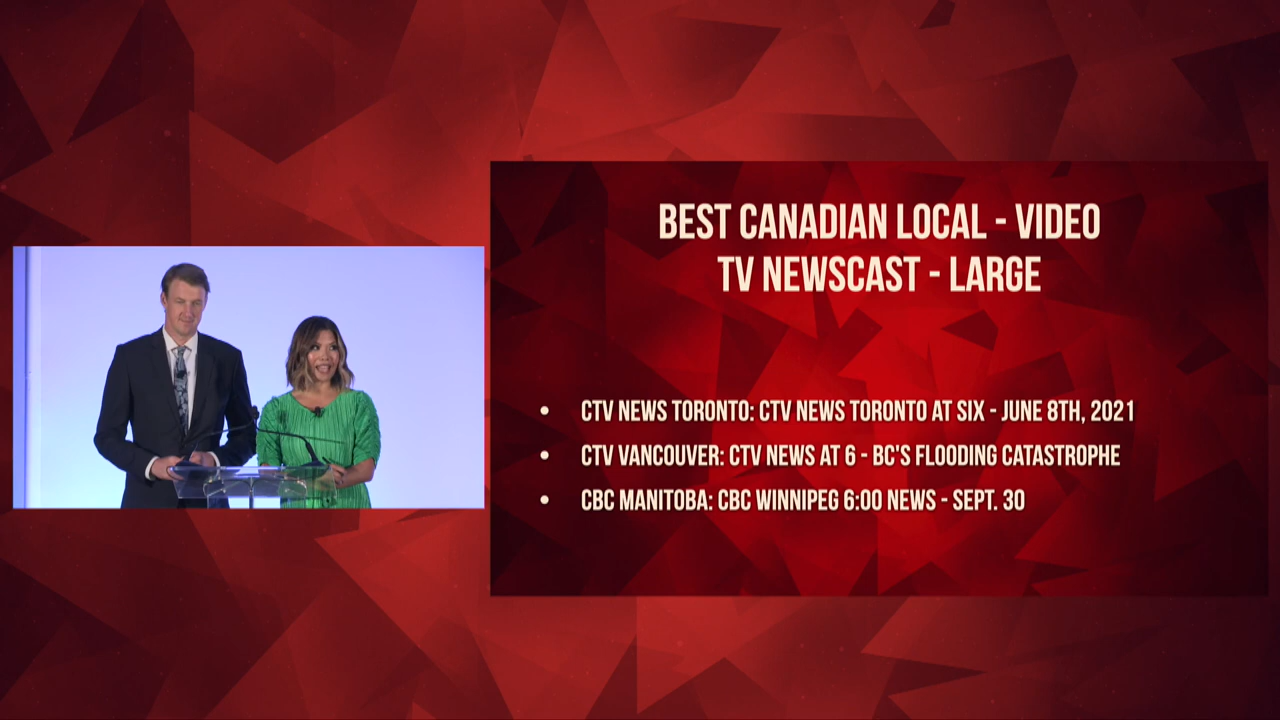 BEST CANADIAN LOCAL - VIDEO
TV NEWSCAST - LARGE
• CTV NEWS TORONTO: CTV NEWS TORONTO AT SIX - JUNE 8TH, 2021
• CTV VANCOUVER: CTV NEWS AT 6 - BC'S FLOODING CATASTROPHE
• CBC MANITOBA: CBC WINNIPEG 6:00 NEWS - SEPT. 30